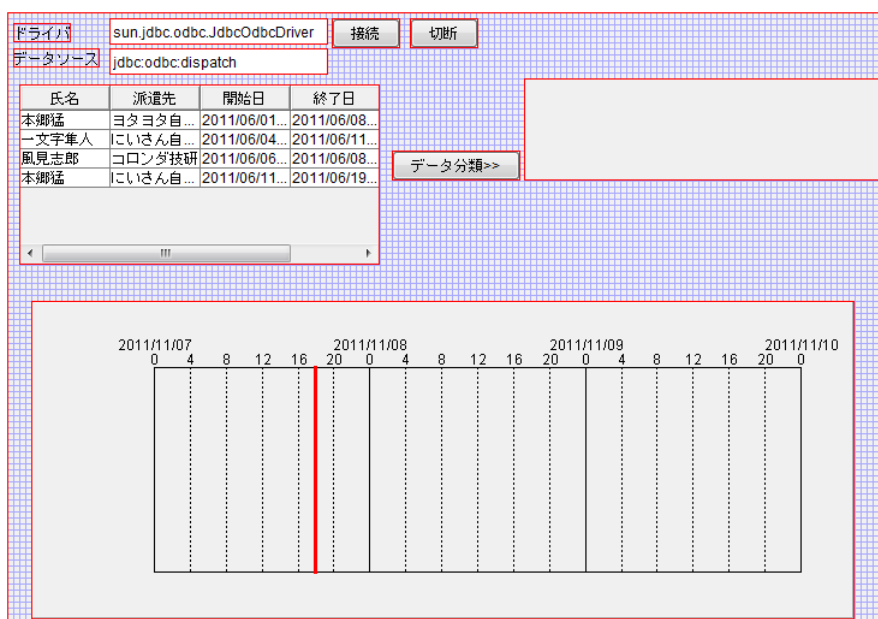 ドライバ sun.jdbc.odbc.JdbcOdbcDriver 接続 切断
データソース jdbc:odbc:dispatch
氏名 派遣先 開始日 終了日
本郷猛 ヨタヨタ自... 2011/06/01... 2011/06/08...
一文字隼人 にいさん自... 2011/06/04... 2011/06/11...
風見志郎 コロンダ技研 2011/06/06... 2011/06/08...
本郷猛 にいさん自... 2011/06/11... 2011/06/19...
データ分類>>
2011/11/07 2011/11/08 2011/11/09 2011/11/10
0 4 8 12 16 20 0 4 8 12 16 20 0 4 8 12 16 20 0